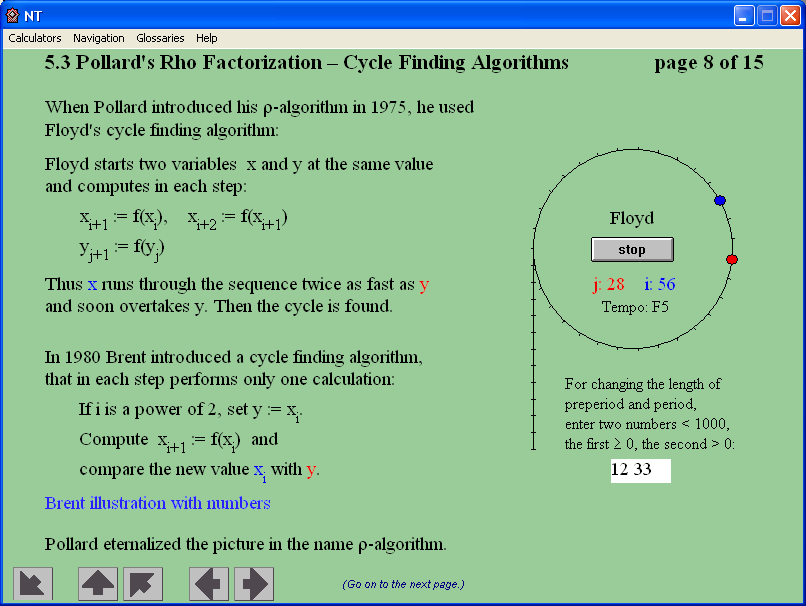 NT
Calculators Navigation Glossaries Help
5.3 Pollard's Rho Factorization – Cycle Finding Algorithms page 8 of 15
When Pollard introduced his ρ-algorithm in 1975, he used
Floyd's cycle finding algorithm:
Floyd starts two variables x and y at the same value
and computes in each step:
x_{i+1} := f(x_i), x_{i+2} := f(x_{i+1})
y_{j+1} := f(y_j)
Thus x runs through the sequence twice as fast as y
and soon overtakes y. Then the cycle is found.
In 1980 Brent introduced a cycle finding algorithm,
that in each step performs only one calculation:
If i is a power of 2, set y := x_i.
Compute x_{i+1} := f(x_i) and
compare the new value x_i with y.
Brent illustration with numbers
Pollard eternalized the picture in the name ρ-algorithm.
Floyd
stop
j: 28 i: 56
Tempo: F5
For changing the length of
preperiod and period,
enter two numbers < 1000,
the first ≥ 0, the second > 0:
12 33
(Go on to the next page.)